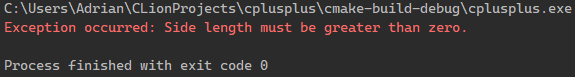 C:\Users\Adrian\CLionProjects\cplusplus\cmake-build-debug\cplusplus.exe
Exception occurred: Side length must be greater than zero.
Process finished with exit code 0